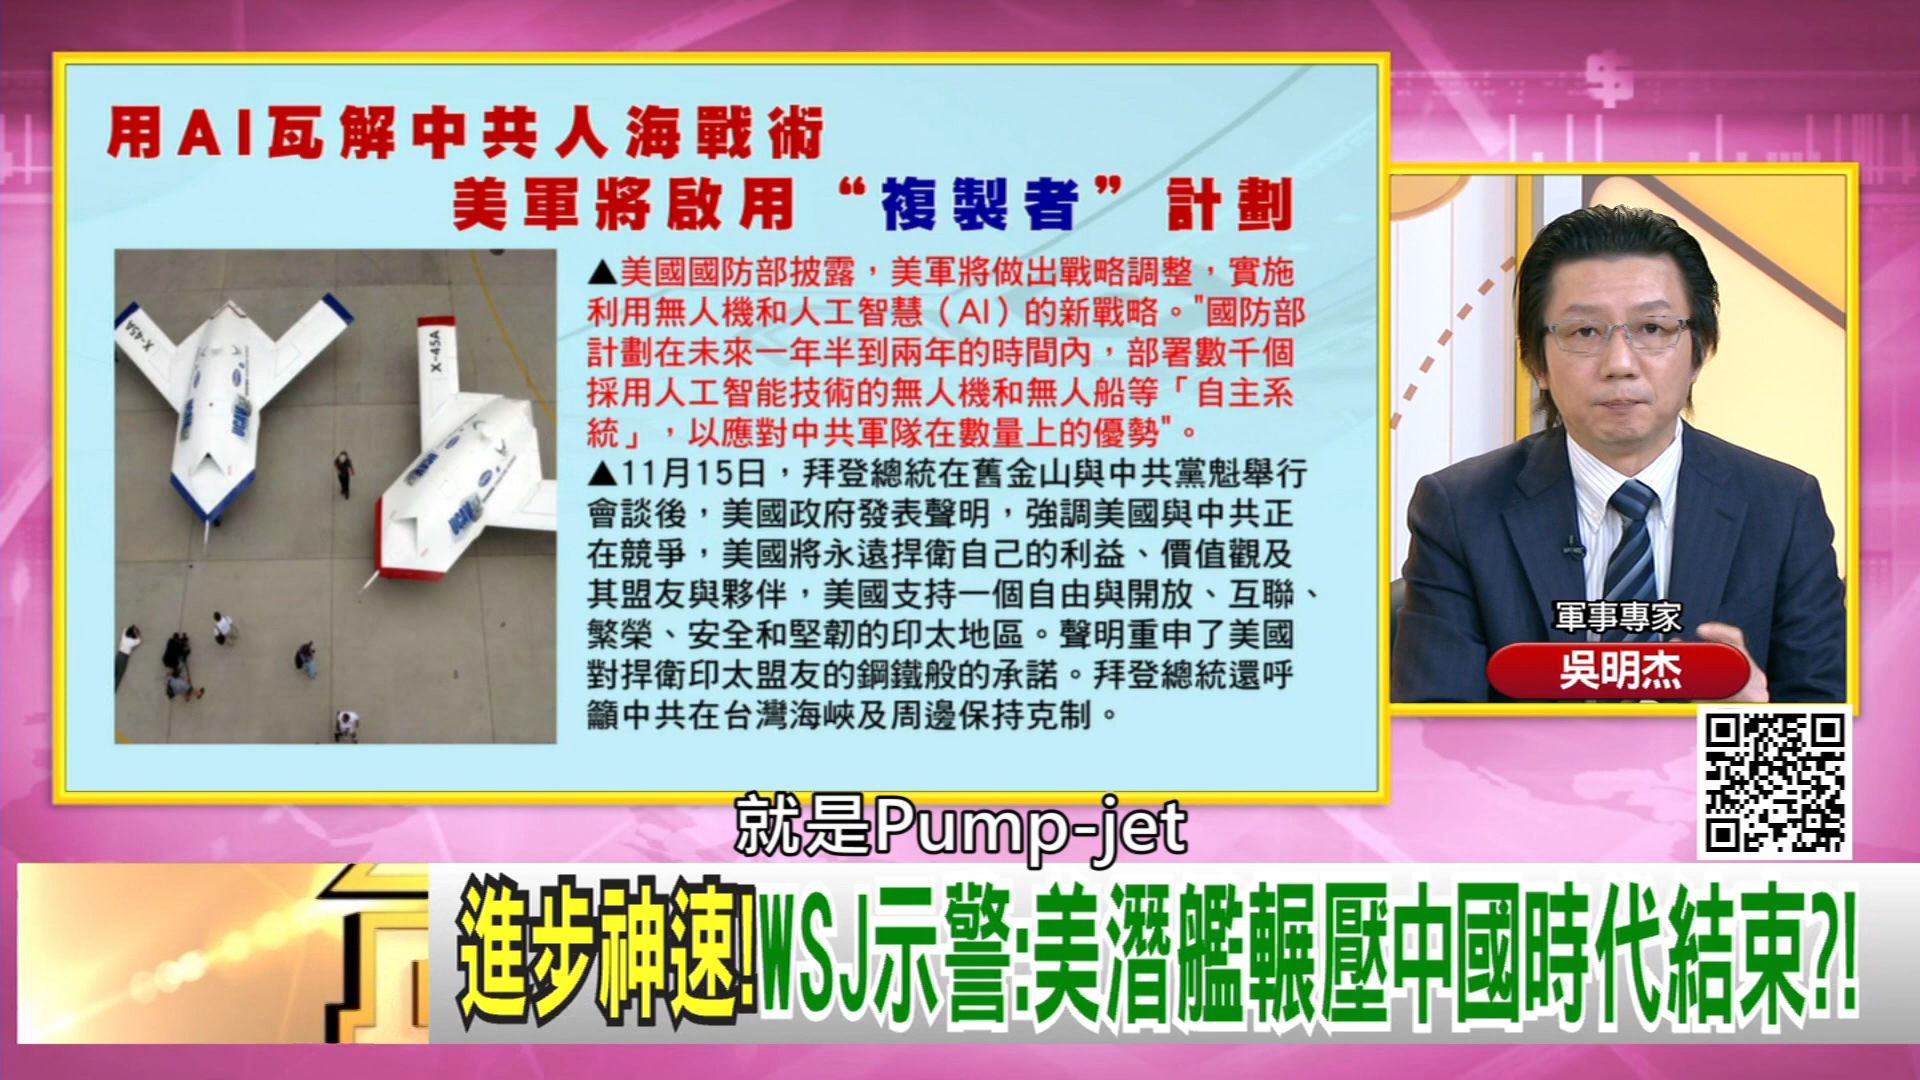 用AI瓦解中共人海戰術
美軍將啟用“複製者”計劃
▲美國國防部披露，美軍將做出戰略調整，實施
利用無人機和人工智慧（AI）的新戰略。"國防部
計劃在未來一年半到兩年的時間內，部署數千個
採用人工智能技術的無人機和無人船等「自主系
統」，以應對中共軍隊在數量上的優勢"。
▲11月15日，拜登總統在舊金山與中共黨魁舉行
會談後，美國政府發表聲明，強調美國與中共正
在競爭，美國將永遠捍衛自己的利益、價值觀及
其盟友與夥伴，美國支持一個自由與開放、互聯、
繁榮、安全和堅韌的印太地區。聲明重申了美國
對捍衛印太盟友的鋼鐵般的承諾。拜登總統還呼
籲中共在台灣海峽及周邊保持克制。
X-45A
X-45A
軍事專家
吳明杰
就是Pump-jet
進步神速!WSJ示警:美潛艦輾壓中國時代結束?!